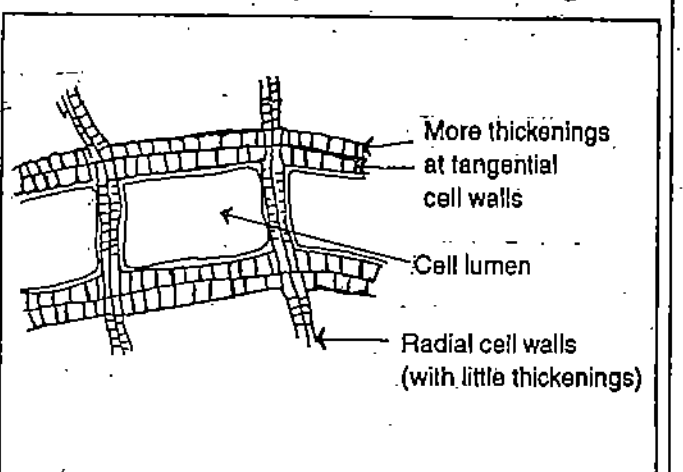 More thickenings
at tangential
cell walls
Cell lumen
Radial cell walls
(with little thickenings)